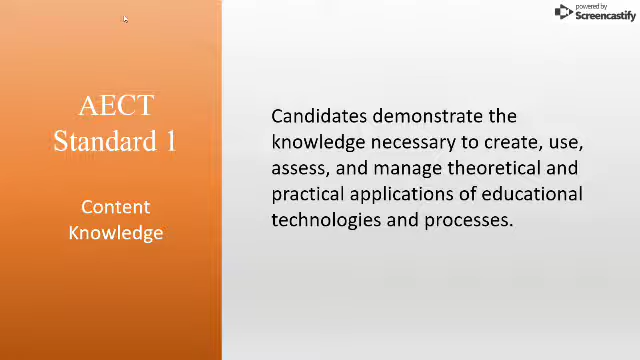 powered by
Screencastify
AECT
Standard 1
Content
Knowledge
Candidates demonstrate the
knowledge necessary to create, use,
assess, and manage theoretical and
practical applications of educational
technologies and processes.